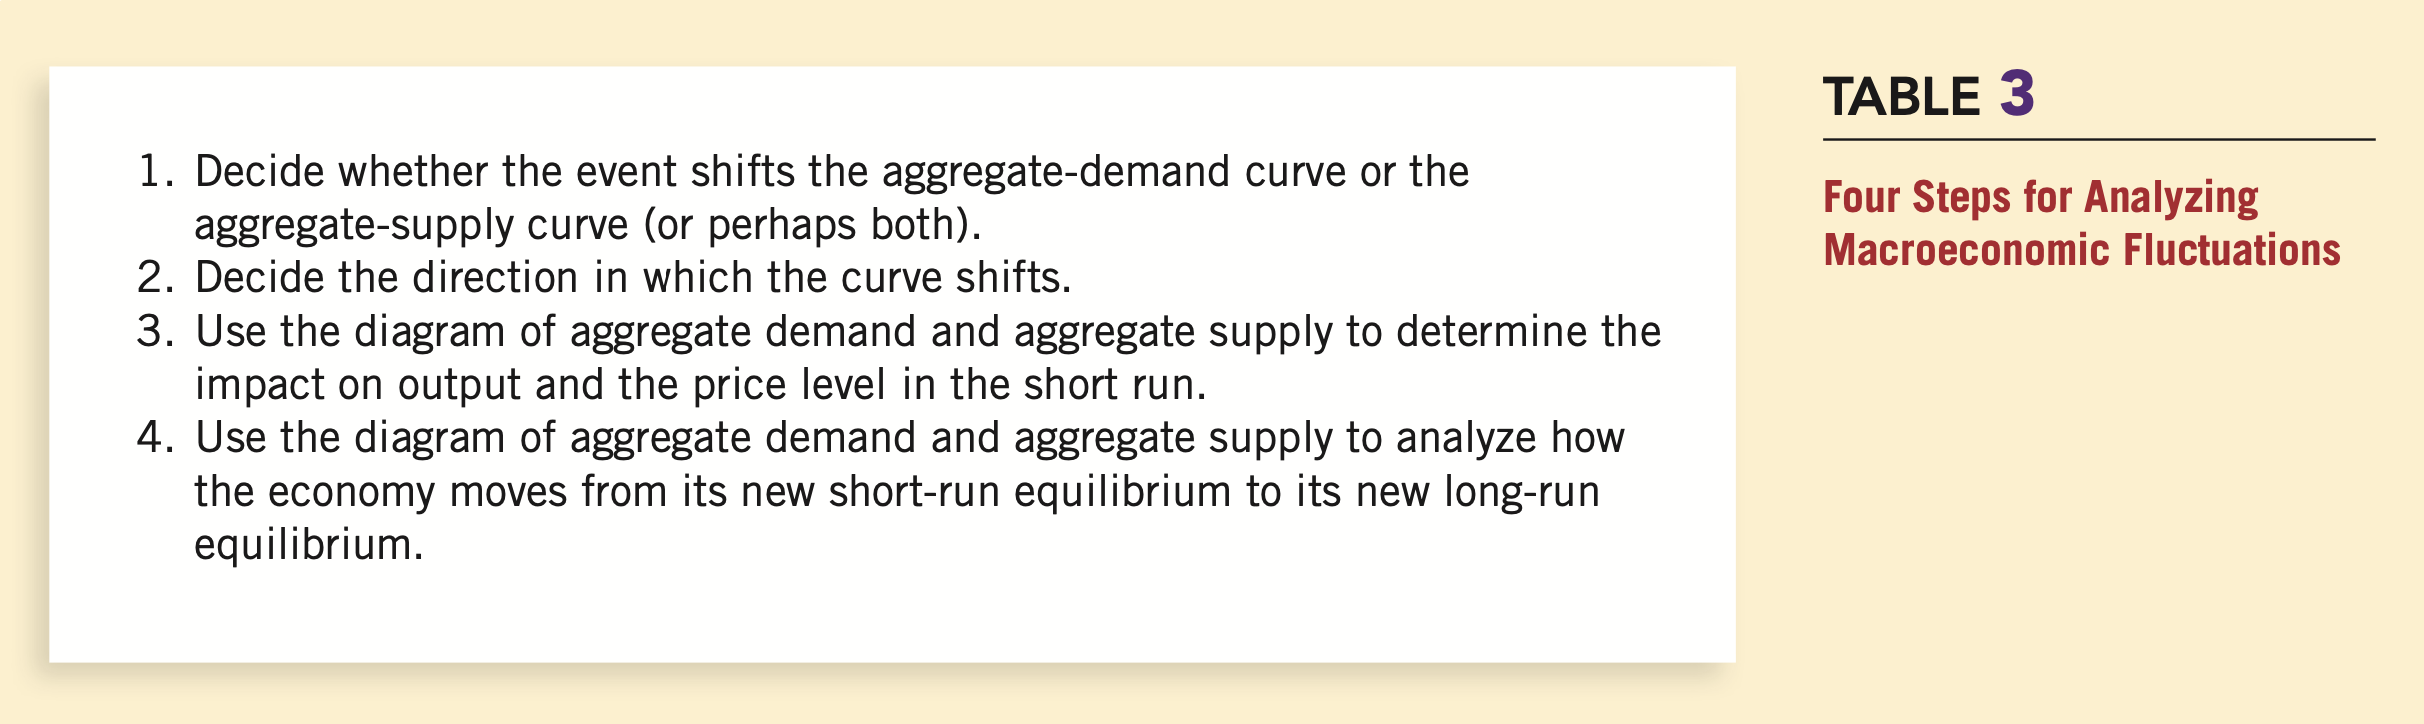 1. Decide whether the event shifts the aggregate-demand curve or the
aggregate-supply curve (or perhaps both).
2. Decide the direction in which the curve shifts.
3. Use the diagram of aggregate demand and aggregate supply to determine the
impact on output and the price level in the short run.
4. Use the diagram of aggregate demand and aggregate supply to analyze how
the economy moves from its new short-run equilibrium to its new long-run
equilibrium.
TABLE 3
Four Steps for Analyzing
Macroeconomic Fluctuations